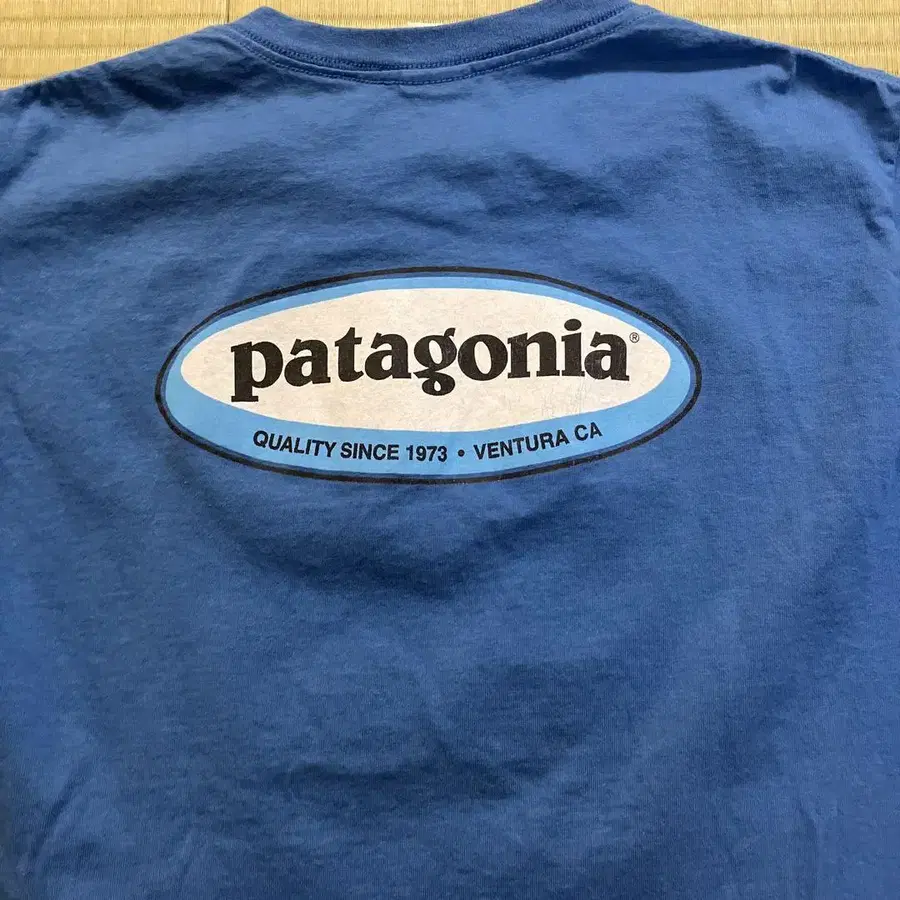 patagonia®
QUALITY SINCE 1973 • VENTURA CA